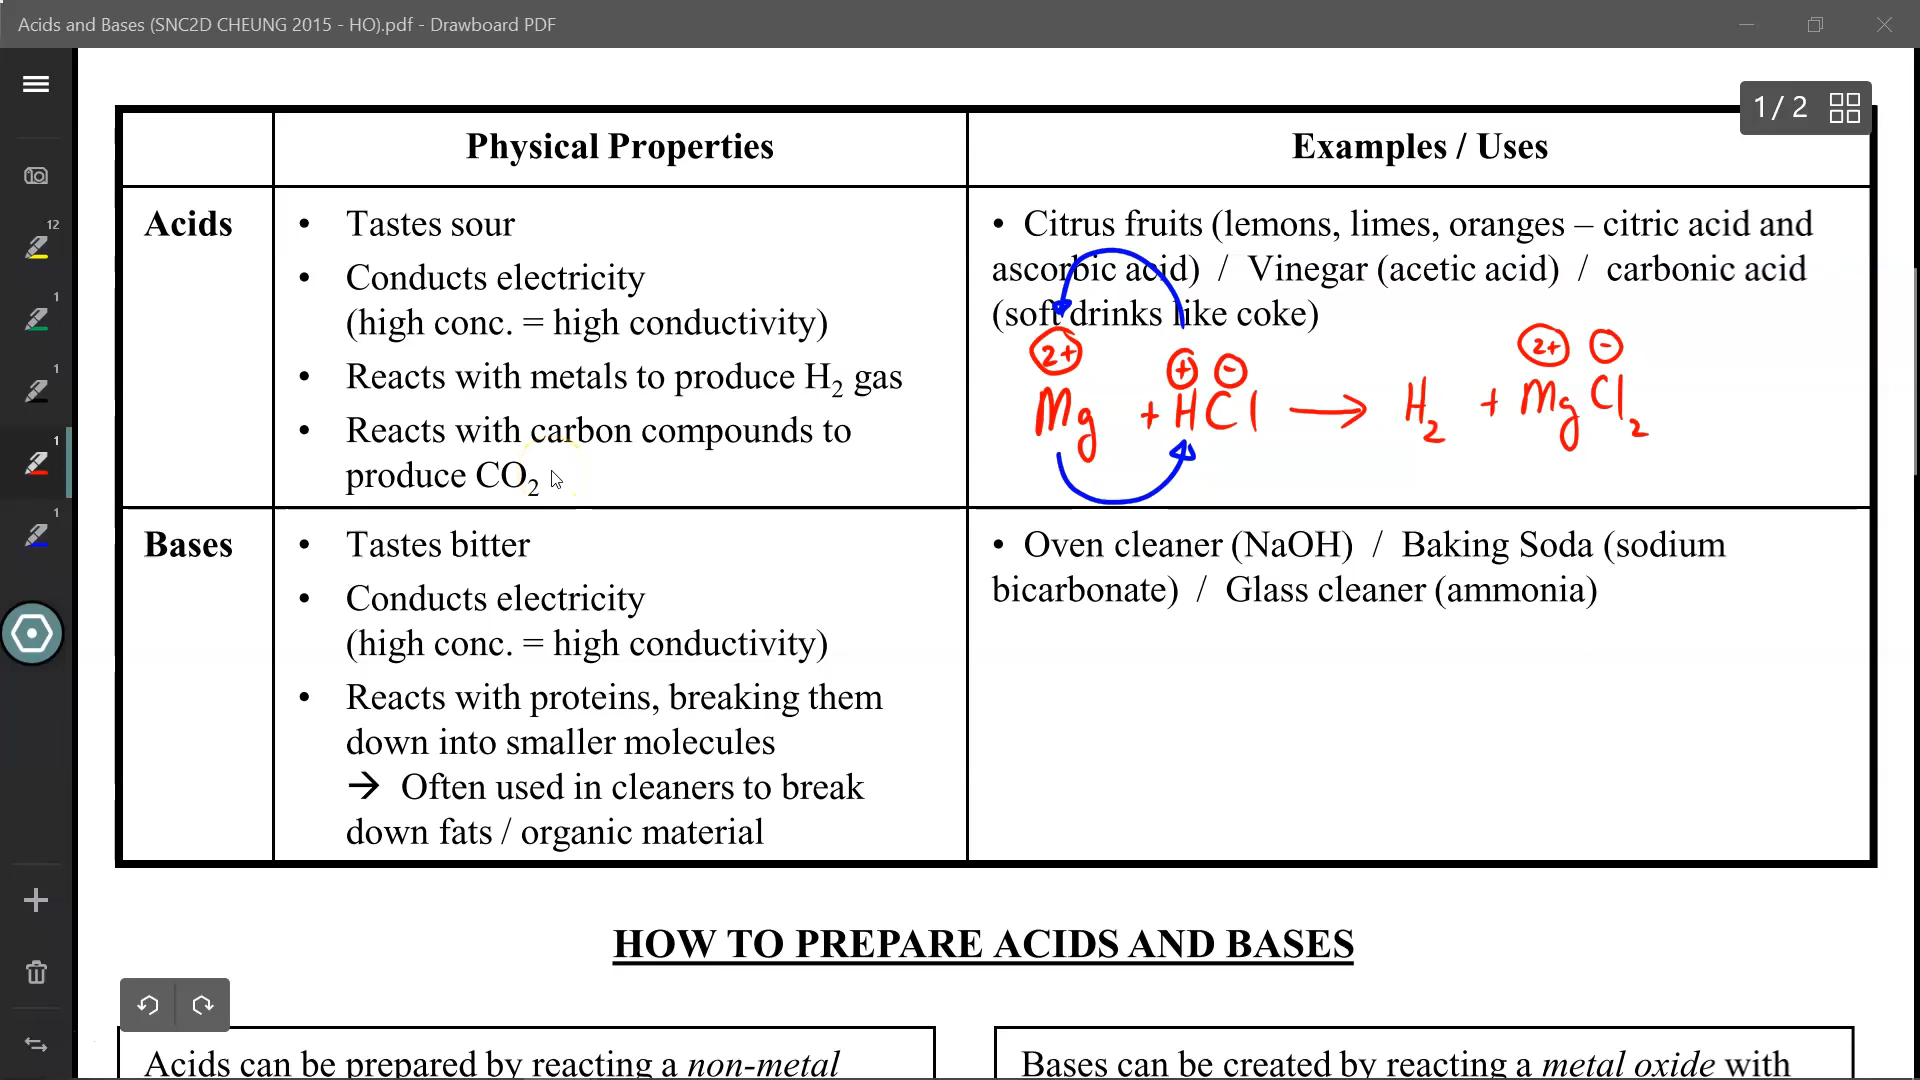 Acids and Bases (SNC2D CHEUNG 2015 - HO).pdf - Drawboard PDF
1 / 2
12
1
1
1
1
Physical Properties
Examples / Uses
Acids
• Tastes sour
• Conducts electricity
(high conc. = high conductivity)
• Reacts with metals to produce H₂ gas
• Reacts with carbon compounds to
produce CO₂
• Citrus fruits (lemons, limes, oranges – citric acid and
ascorbic acid) / Vinegar (acetic acid) / carbonic acid
(soft drinks like coke)
2+ + - 2+ -
Mg + HCl → H₂ + MgCl₂
Bases
• Tastes bitter
• Conducts electricity
(high conc. = high conductivity)
• Reacts with proteins, breaking them
down into smaller molecules
→ Often used in cleaners to break
down fats / organic material
• Oven cleaner (NaOH) / Baking Soda (sodium
bicarbonate) / Glass cleaner (ammonia)
HOW TO PREPARE ACIDS AND BASES
Acids can be prepared by reacting a non-metal
Bases can be created by reacting a metal oxide with